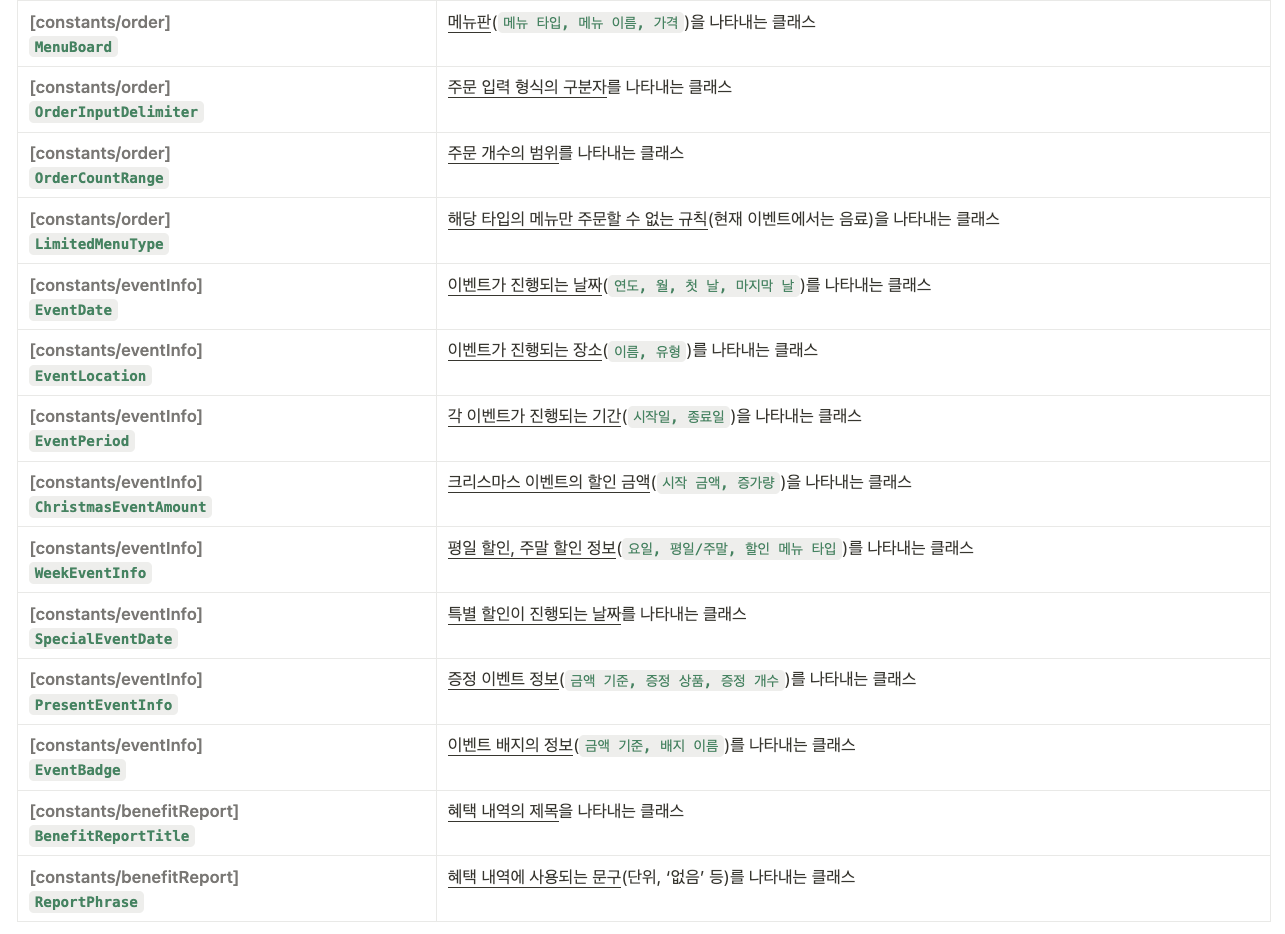 [constants/order]
MenuBoard
메뉴판(메뉴 타입, 메뉴 이름, 가격)을 나타내는 클래스
[constants/order]
OrderInputDelimiter
주문 입력 형식의 구분자를 나타내는 클래스
[constants/order]
OrderCountRange
주문 개수의 범위를 나타내는 클래스
[constants/order]
LimitedMenuType
해당 타입의 메뉴만 주문할 수 없는 규칙(현재 이벤트에서는 음료)을 나타내는 클래스
[constants/eventInfo]
EventDate
이벤트가 진행되는 날짜(연도, 월, 첫 날, 마지막 날)를 나타내는 클래스
[constants/eventInfo]
EventLocation
이벤트가 진행되는 장소(이름, 유형)를 나타내는 클래스
[constants/eventInfo]
EventPeriod
각 이벤트가 진행되는 기간(시작일, 종료일)을 나타내는 클래스
[constants/eventInfo]
ChristmasEventAmount
크리스마스 이벤트의 할인 금액(시작 금액, 증가량)을 나타내는 클래스
[constants/eventInfo]
WeekEventInfo
평일 할인, 주말 할인 정보(요일, 평일/주말, 할인 메뉴 타입)를 나타내는 클래스
[constants/eventInfo]
SpecialEventDate
특별 할인이 진행되는 날짜를 나타내는 클래스
[constants/eventInfo]
PresentEventInfo
증정 이벤트 정보(금액 기준, 증정 상품, 증정 개수)를 나타내는 클래스
[constants/eventInfo]
EventBadge
이벤트 배지의 정보(금액 기준, 배지 이름)를 나타내는 클래스
[constants/benefitReport]
BenefitReportTitle
혜택 내역의 제목을 나타내는 클래스
[constants/benefitReport]
ReportPhrase
혜택 내역에 사용되는 문구(단위, ‘없음’ 등)를 나타내는 클래스